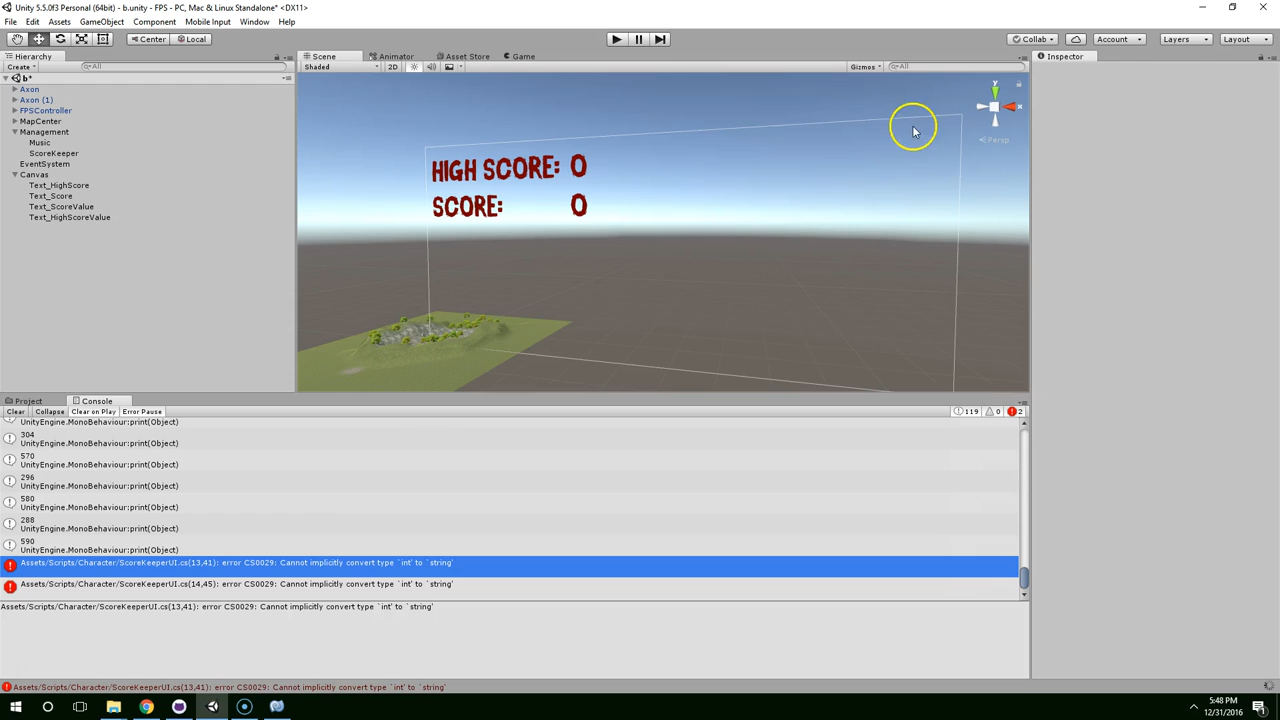 Unity 5.5.0f3 Personal (64bit) - b.unity - FPS - PC, Mac & Linux Standalone* <DX11>
File Edit Assets GameObject Component Mobile Input Window Help
Center Local Collab Account Layers Layout
Hierarchy Scene Animator Asset Store Game Inspector
Create All Shaded 2D Gizmos All
b*
Axon
Axon (1)
FPSController
MapCenter
Management
Music
ScoreKeeper
EventSystem
Canvas
Text_HighScore
Text_Score
Text_ScoreValue
Text_HighScoreValue
y
x
Persp
HIGH SCORE: 0
SCORE: 0
Project Console
Clear Collapse Clear on Play Error Pause 119 0 2
UnityEngine.MonoBehaviour:print(Object)
304
UnityEngine.MonoBehaviour:print(Object)
570
UnityEngine.MonoBehaviour:print(Object)
296
UnityEngine.MonoBehaviour:print(Object)
580
UnityEngine.MonoBehaviour:print(Object)
288
UnityEngine.MonoBehaviour:print(Object)
590
UnityEngine.MonoBehaviour:print(Object)
Assets/Scripts/Character/ScoreKeeperUI.cs(13,41): error CS0029: Cannot implicitly convert type `int' to `string'
Assets/Scripts/Character/ScoreKeeperUI.cs(14,45): error CS0029: Cannot implicitly convert type `int' to `string'
Assets/Scripts/Character/ScoreKeeperUI.cs(13,41): error CS0029: Cannot implicitly convert type `int' to `string'
Assets/Scripts/Character/ScoreKeeperUI.cs(13,41): error CS0029: Cannot implicitly convert type `int' to `string'
5:48 PM
12/31/2016
1